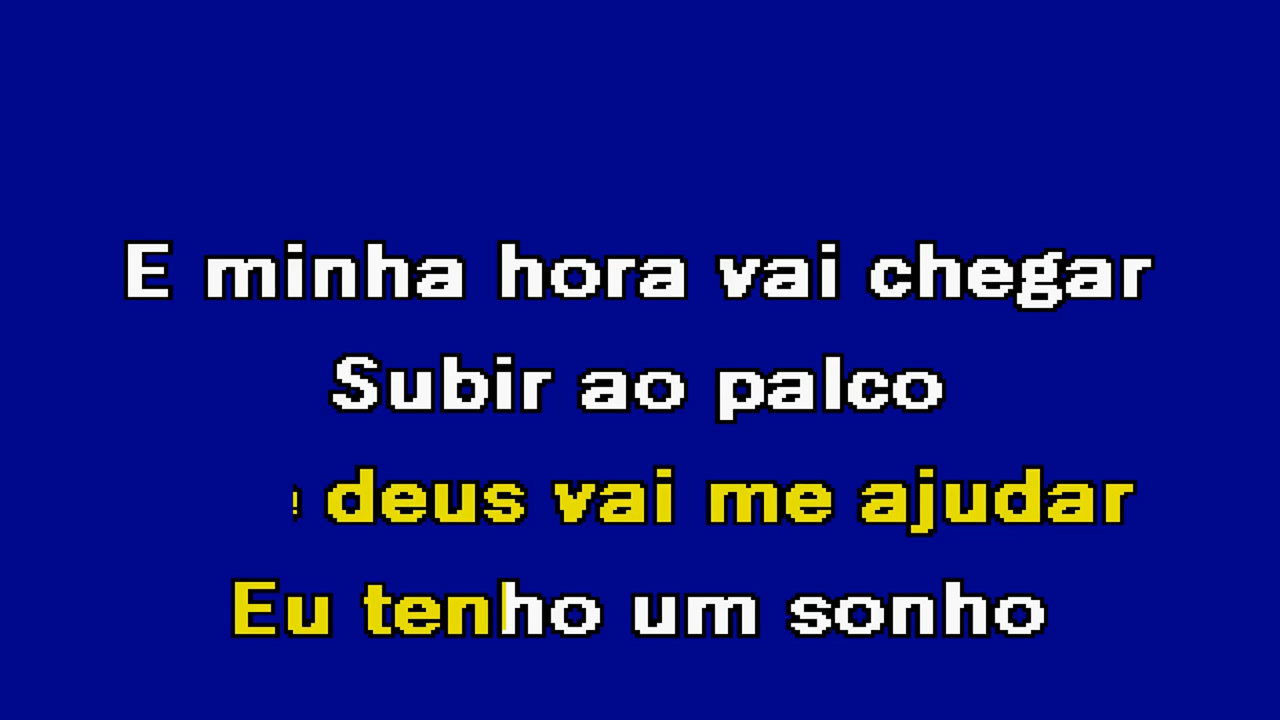 E minha hora vai chegar
Subir ao palco
deus vai me ajudar
Eu tenho um sonho